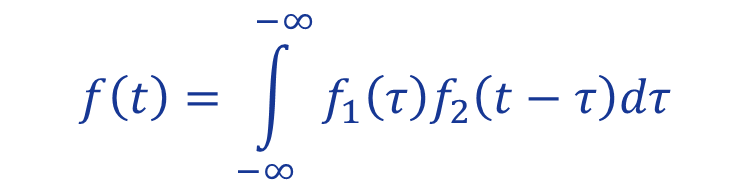 f(t) = ∫_{-∞}^{-∞} f₁(τ)f₂(t − τ)dτ